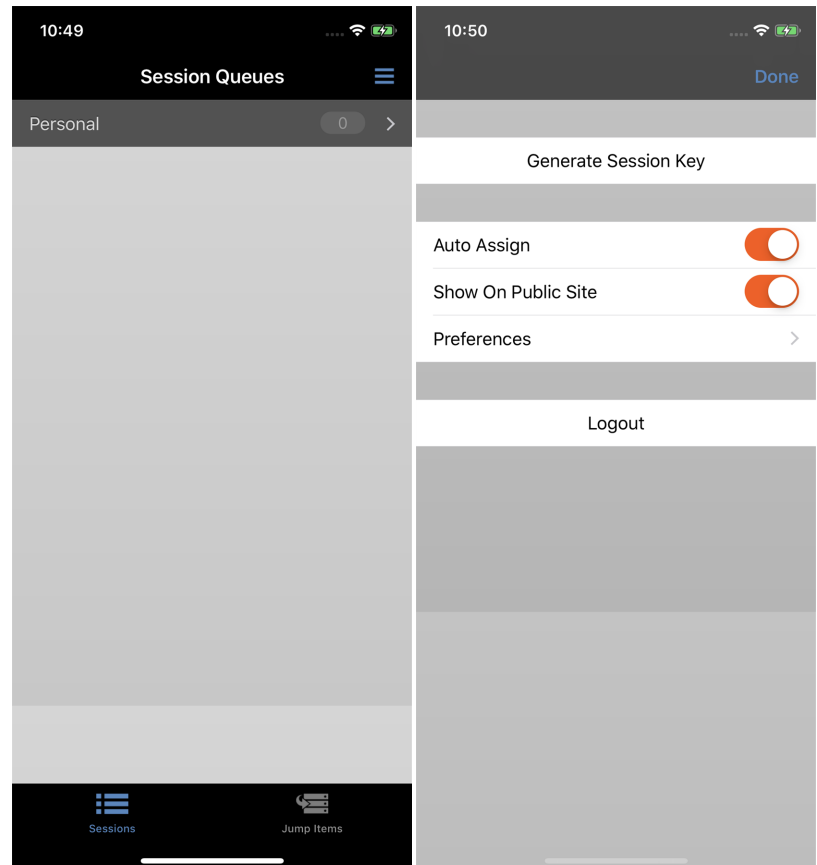 10:49
Session Queues
Personal
0
Sessions
Jump Items
10:50
Done
Generate Session Key
Auto Assign
Show On Public Site
Preferences
Logout